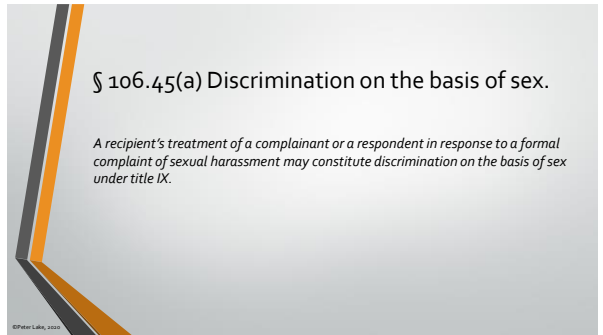 § 106.45(a) Discrimination on the basis of sex.
A recipient's treatment of a complainant or a respondent in response to a formal
complaint of sexual harassment may constitute discrimination on the basis of sex
under title IX.
©Peter Lake, 2020